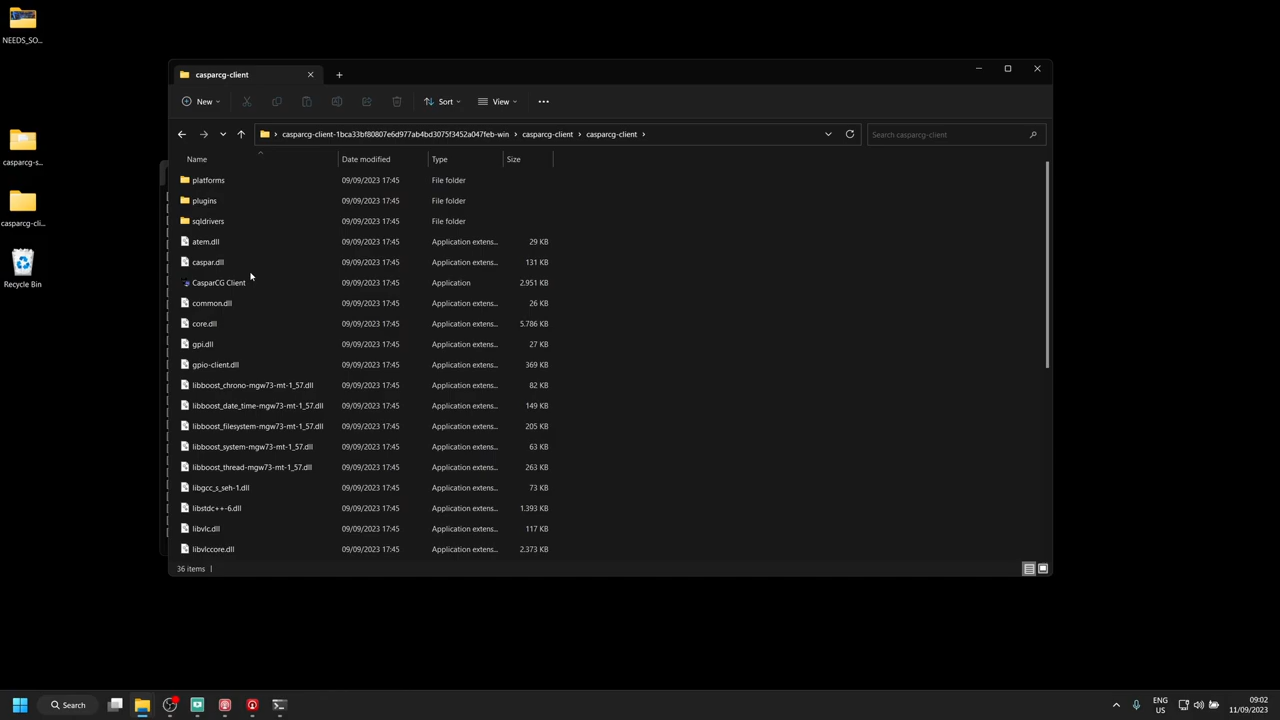 NEEDS_SO...
casparcg-s...
casparcg-cli...
Recycle Bin
casparcg-client
New
Sort
View
casparcg-client-1bca33bf80807e6d977ab4bd3075f3452a047feb-win > casparcg-client > casparcg-client >
Search casparcg-client
Name Date modified Type Size
platforms 09/09/2023 17:45 File folder
plugins 09/09/2023 17:45 File folder
sqldrivers 09/09/2023 17:45 File folder
atem.dll 09/09/2023 17:45 Application extens... 29 KB
caspar.dll 09/09/2023 17:45 Application extens... 131 KB
CasparCG Client 09/09/2023 17:45 Application 2.951 KB
common.dll 09/09/2023 17:45 Application extens... 26 KB
core.dll 09/09/2023 17:45 Application extens... 5.786 KB
gpi.dll 09/09/2023 17:45 Application extens... 27 KB
gpio-client.dll 09/09/2023 17:45 Application extens... 369 KB
libboost_chrono-mgw73-mt-1_57.dll 09/09/2023 17:45 Application extens... 82 KB
libboost_date_time-mgw73-mt-1_57.dll 09/09/2023 17:45 Application extens... 149 KB
libboost_filesystem-mgw73-mt-1_57.dll 09/09/2023 17:45 Application extens... 205 KB
libboost_system-mgw73-mt-1_57.dll 09/09/2023 17:45 Application extens... 63 KB
libboost_thread-mgw73-mt-1_57.dll 09/09/2023 17:45 Application extens... 263 KB
libgcc_s_seh-1.dll 09/09/2023 17:45 Application extens... 73 KB
libstdc++-6.dll 09/09/2023 17:45 Application extens... 1.393 KB
libvlc.dll 09/09/2023 17:45 Application extens... 117 KB
libvlccore.dll 09/09/2023 17:45 Application extens... 2.373 KB
36 items
Search
ENG
US
09:02
11/09/2023